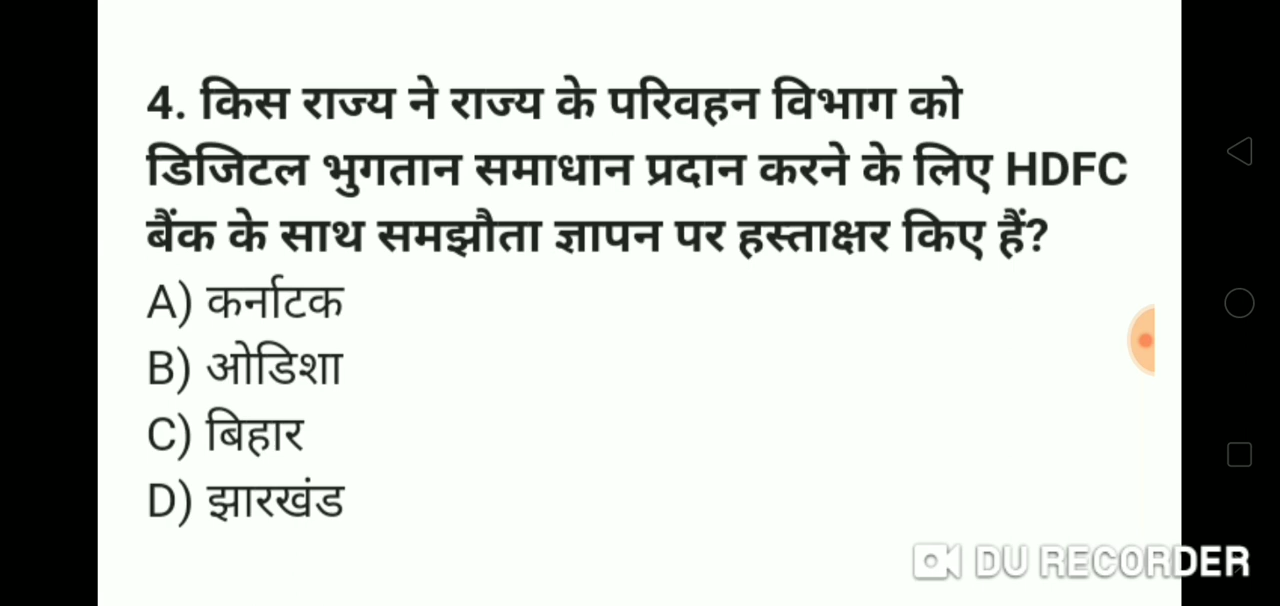 4. किस राज्य ने राज्य के परिवहन विभाग को
डिजिटल भुगतान समाधान प्रदान करने के लिए HDFC
बैंक के साथ समझौता ज्ञापन पर हस्ताक्षर किए हैं?
A) कर्नाटक
B) ओडिशा
C) बिहार
D) झारखंड
DU RECORDER